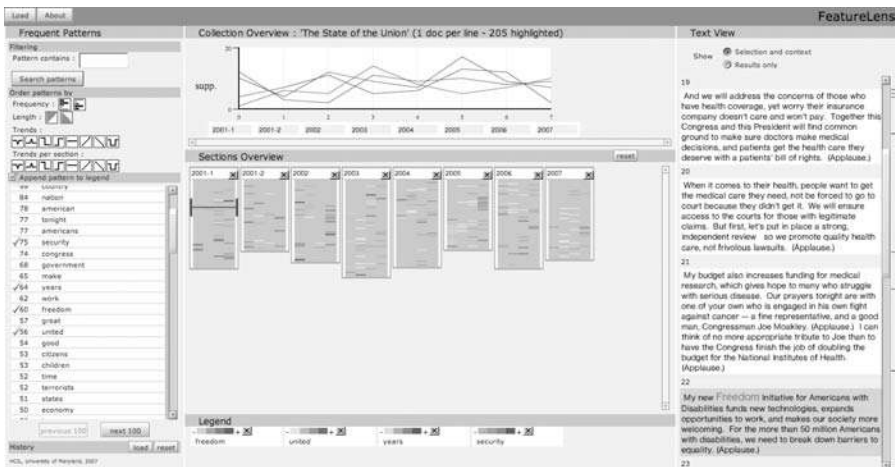 Load About
FeatureLens
Frequent Patterns
Filtering
Pattern contains :
Search patterns
Order patterns by
Frequency :
Length :
Trends :
Trends per section :
Append pattern to legend
country
84 nation
78 american
77 tonight
77 americans
75 security
74 congress
68 government
65 make
64 years
62 work
60 freedom
57 great
56 united
54 good
53 citizens
53 children
52 time
52 terrorists
51 states
50 economy
previous 100 next 100
History load reset
HCIL, University of Maryland, 2007
Collection Overview : 'The State of the Union' (1 doc per line - 205 highlighted)
supp.
0 1 2 3 4 5 6 7
2001-1 2001-2 2002 2003 2004 2005 2006 2007
Sections Overview reset
2001-1 2001-2 2002 2003 2004 2005 2006 2007
Legend
- + - + - + - +
freedom united years security
Text View
Show Selection and context
Results only
19
And we will address the concerns of those who
have health coverage, yet worry their insurance
company doesn't care and won't pay. Together this
Congress and this President will find common
ground to make sure doctors make medical
decisions, and patients get the health care they
deserve with a patients' bill of rights. (Applause.)
20
When it comes to their health, people want to get
the medical care they need, not be forced to go to
court because they didn't get it. We will ensure
access to the courts for those with legitimate
claims. But first, let's put in place a strong,
independent review so we promote quality health
care, not frivolous lawsuits. (Applause.)
21
My budget also increases funding for medical
research, which gives hope to many who struggle
with serious disease. Our prayers tonight are with
one of your own who is engaged in his own fight
against cancer -- a fine representative, and a good
man, Congressman Joe Moakley. (Applause.) I can
think of no more appropriate tribute to Joe than to
have the Congress finish the job of doubling the
budget for the National Institutes of Health.
(Applause.)
22
My new Freedom Initiative for Americans with
Disabilities funds new technologies, expands
opportunities to work, and makes our society more
welcoming. For the more than 50 million Americans
with disabilities, we need to break down barriers to
equality. (Applause.)
23